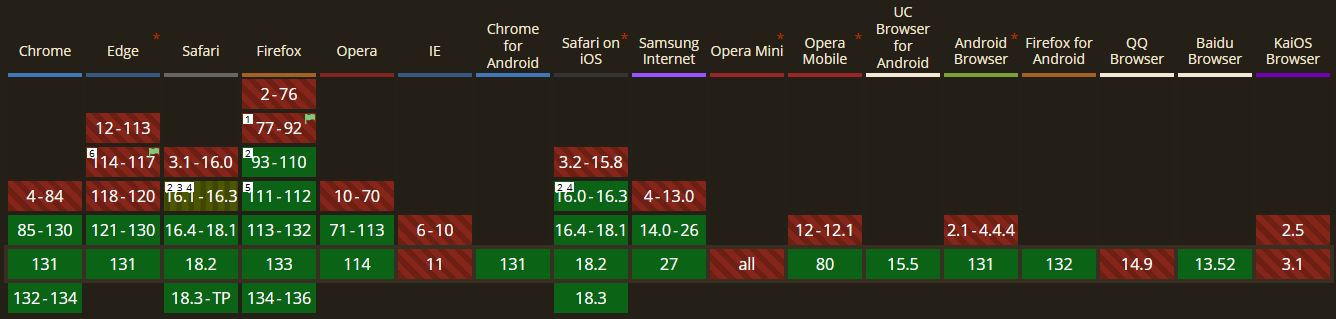 Chrome Edge * Safari Firefox Opera IE Chrome for Android Safari on iOS * Samsung Internet Opera Mini * Opera Mobile * UC Browser for Android Android Browser * Firefox for Android QQ Browser Baidu Browser KaiOS Browser
2-76
12-113 1 77-92
6 114-117 3.1-16.0 2 93-110 3.2-15.8
4-84 118-120 2 3 4 16.1-16.3 5 111-112 10-70 2 4 16.0-16.3 4-13.0
85-130 121-130 16.4-18.1 113-132 71-113 6-10 16.4-18.1 14.0-26 12-12.1 2.1-4.4.4 2.5
131 131 18.2 133 114 11 131 18.2 27 all 80 15.5 131 132 14.9 13.52 3.1
132-134 18.3-TP 134-136 18.3